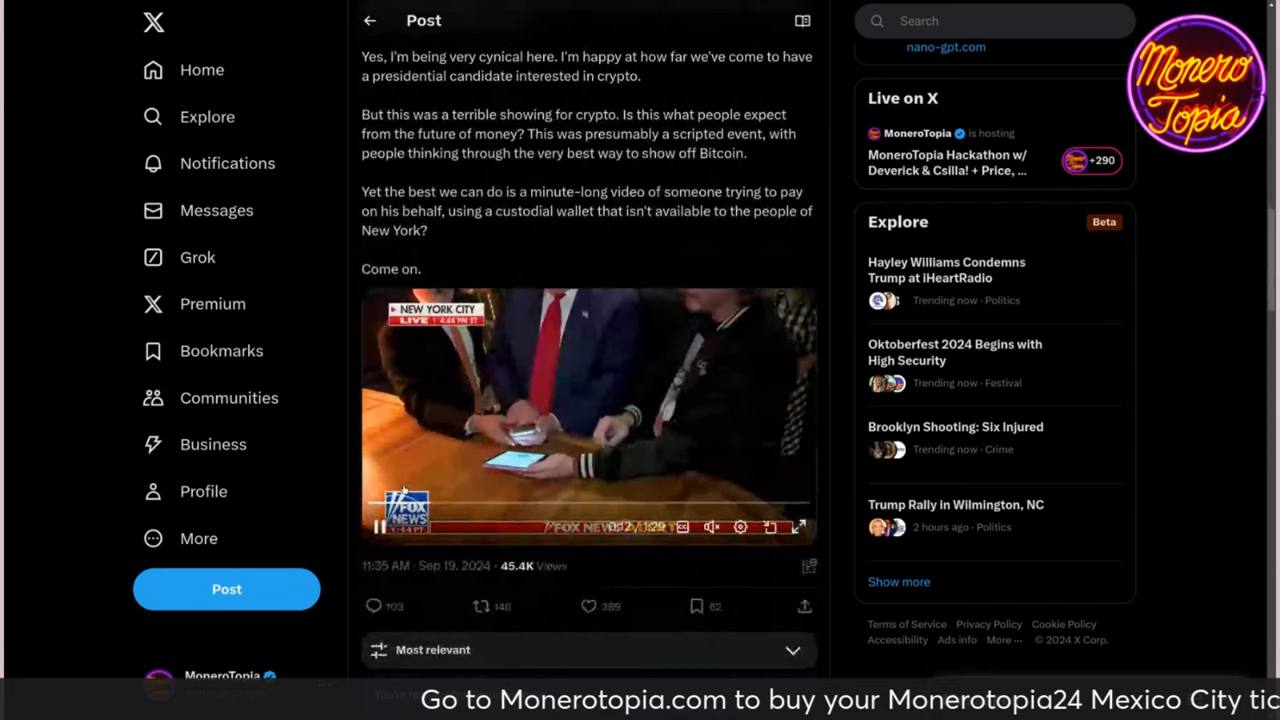 Home
Explore
Notifications
Messages
Grok
Premium
Bookmarks
Communities
Business
Profile
More
Post
MoneroTopia
Post
Yes, I'm being very cynical here. I'm happy at how far we've come to have
a presidential candidate interested in crypto.
But this was a terrible showing for crypto. Is this what people expect
from the future of money? This was presumably a scripted event, with
people thinking through the very best way to show off Bitcoin.
Yet the best we can do is a minute-long video of someone trying to pay
on his behalf, using a custodial wallet that isn't available to the people of
New York?
Come on.
NEW YORK CITY
LIVE
FOX
NEWS
FOX NEWS
11:35 AM · Sep 19, 2024 · 45.4K Views
103
148
389
62
Most relevant
Search
nano-gpt.com
Live on X
MoneroTopia is hosting
MoneroTopia Hackathon w/
Deverick & Csilla! + Price, ...
+290
Explore
Beta
Hayley Williams Condemns
Trump at iHeartRadio
Trending now · Politics
Oktoberfest 2024 Begins with
High Security
Trending now · Festival
Brooklyn Shooting: Six Injured
Trending now · Crime
Trump Rally in Wilmington, NC
2 hours ago · Politics
Show more
Terms of Service Privacy Policy Cookie Policy
Accessibility Ads info More ... © 2024 X Corp.
Monero
Topia
Go to Monerotopia.com to buy your Monerotopia24 Mexico City tic